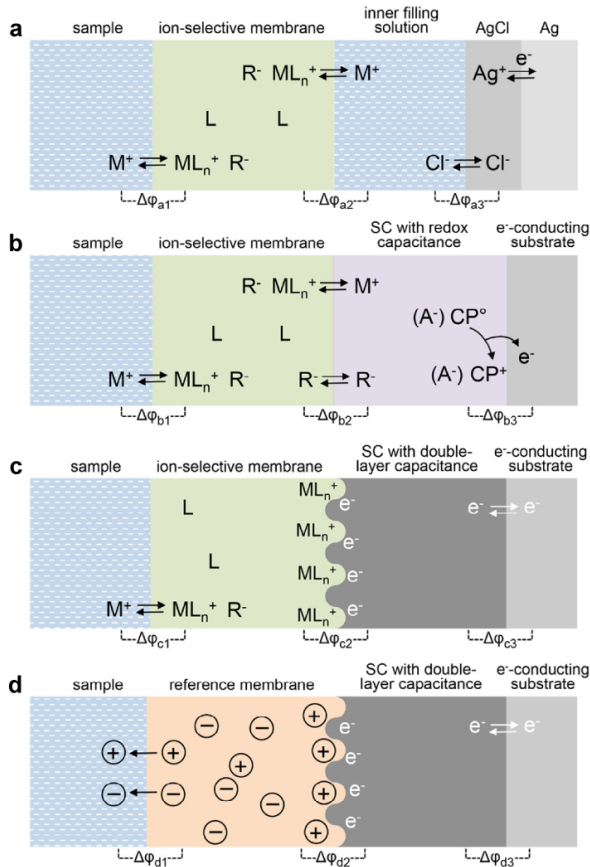 a
sample ion-selective membrane inner filling solution AgCl Ag
R⁻ MLₙ⁺ ⇌ M⁺ Ag⁺ ⇌ e⁻
L L
M⁺ ⇌ MLₙ⁺ R⁻ Cl⁻ ⇌ Cl⁻
Δφa1 Δφa2 Δφa3
b
sample ion-selective membrane SC with redox capacitance e⁻-conducting substrate
R⁻ MLₙ⁺ ⇌ M⁺
(A⁻) CP°
L L
e⁻
M⁺ ⇌ MLₙ⁺ R⁻ R⁻ ⇌ R⁻ (A⁻) CP⁺
Δφb1 Δφb2 Δφb3
c
sample ion-selective membrane SC with double-layer capacitance e⁻-conducting substrate
MLₙ⁺
L e⁻ e⁻ ⇌ e⁻
MLₙ⁺
e⁻
L
MLₙ⁺ e⁻
M⁺ ⇌ MLₙ⁺ R⁻ MLₙ⁺ e⁻
Δφc1 Δφc2 Δφc3
d
sample reference membrane SC with double-layer capacitance e⁻-conducting substrate
− − + e⁻ e⁻ ⇌ e⁻
+ ← + + + e⁻
− ← − − − + e⁻
− + e⁻
Δφd1 Δφd2 Δφd3